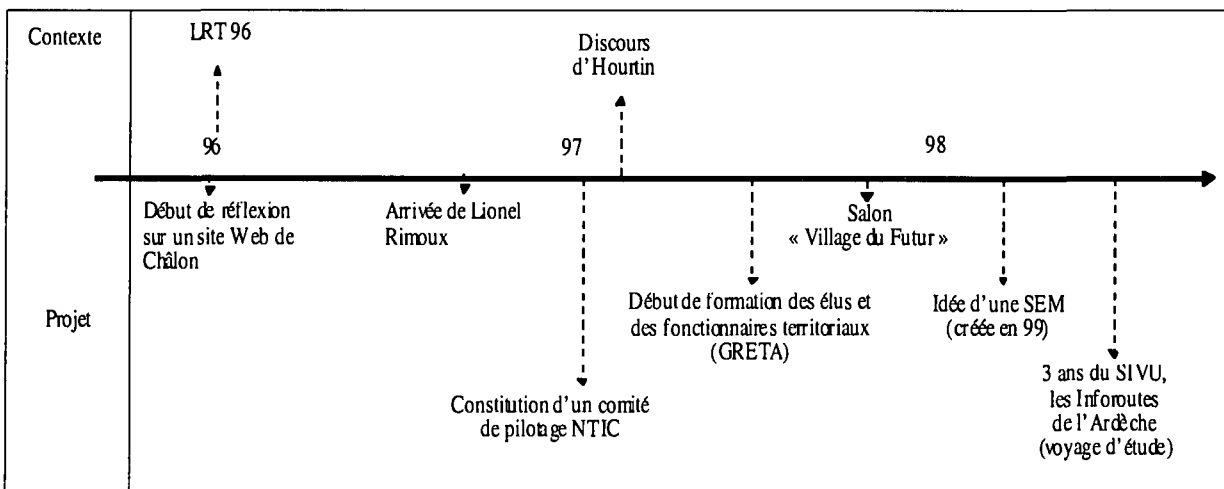 Contexte
LRT 96
Discours
d'Hourtin
96
97
98
Début de réflexion
sur un site Web de
Châlon
Arrivée de Lionel
Rimoux
Salon
« Village du Futur »
Projet
Début de formation des élus et
des fonctionnaires territoriaux
(GRETA)
Idée d'une SEM
(créée en 99)
Constitution d'un comité
de pilotage NTIC
3 ans du SIVU,
les Inforoutes
de l'Ardèche
(voyage d'étude)